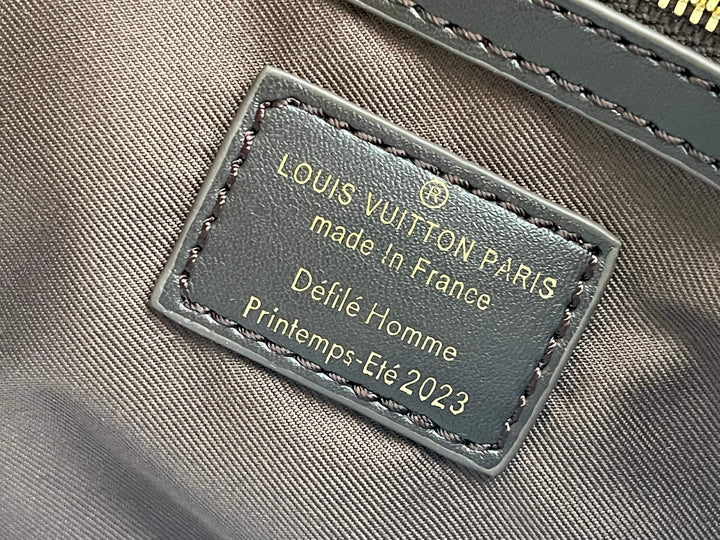 ®
LOUIS VUITTON PARIS
made In France
Défilé Homme
Printemps-Eté 2023